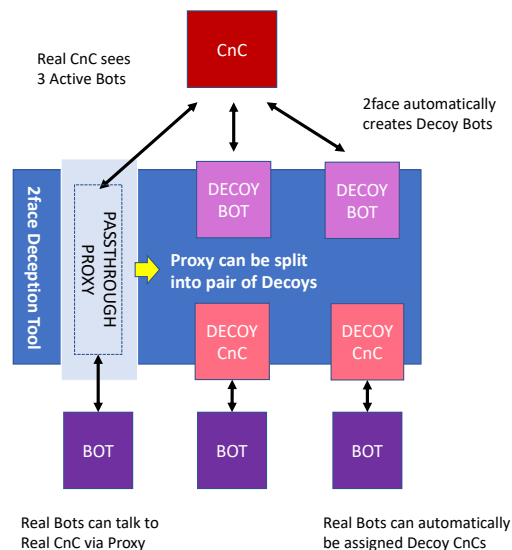 CnC
Real CnC sees
3 Active Bots
2face automatically
creates Decoy Bots
2face Deception Tool
PASSTHROUGH
PROXY
DECOY
BOT
DECOY
BOT
Proxy can be split
into pair of Decoys
DECOY
CnC
DECOY
CnC
BOT
BOT
BOT
Real Bots can talk to
Real CnC via Proxy
Real Bots can automatically
be assigned Decoy CnCs